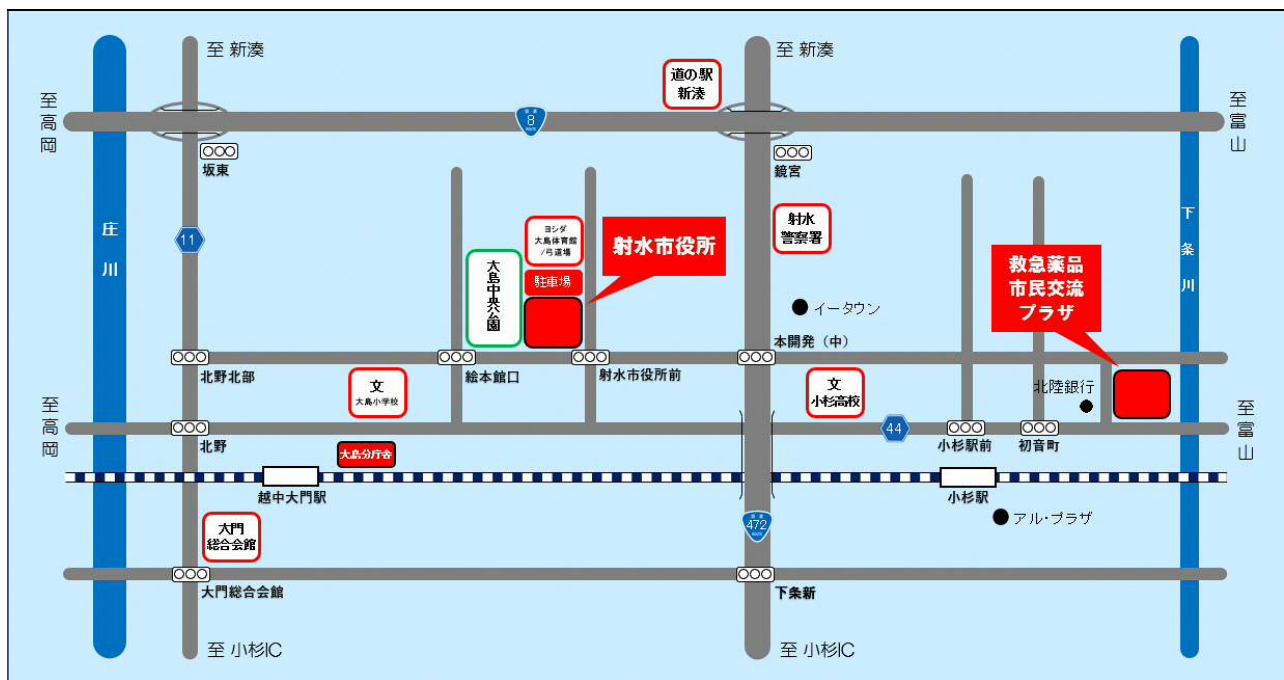 至 新湊
至 新湊
道の駅
新湊
至高岡
国道
8
ROUTE
至富山
坂東
鏡宮
庄川
11
ヨシダ
大島体育館
/弓道場
駐車場
大島中央公園
射水市役所
射水
警察署
救急薬品
市民交流
プラザ
下条川
イータウン
本開発（中）
北野北部
絵本館口
射水市役所前
文
大島小学校
文
小杉高校
北陸銀行
至高岡
北野
44
小杉駅前
初音町
至富山
大島分庁舎
越中大門駅
小杉駅
大門
総合会館
国道
472
ROUTE
アル・プラザ
大門総合会館
下条新
至 小杉IC
至 小杉IC